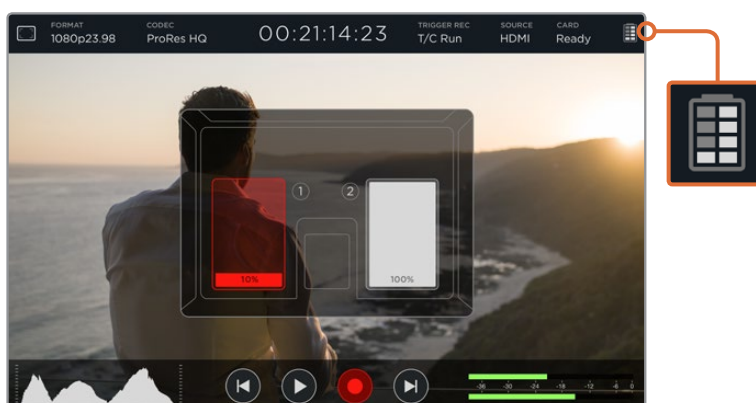 FORMAT
1080p23.98
CODEC
ProRes HQ
00:21:14:23
TRIGGER REC
T/C Run
SOURCE
HDMI
CARD
Ready
1
2
10%
100%
-36 -30 -24 -18 -12 -6 0